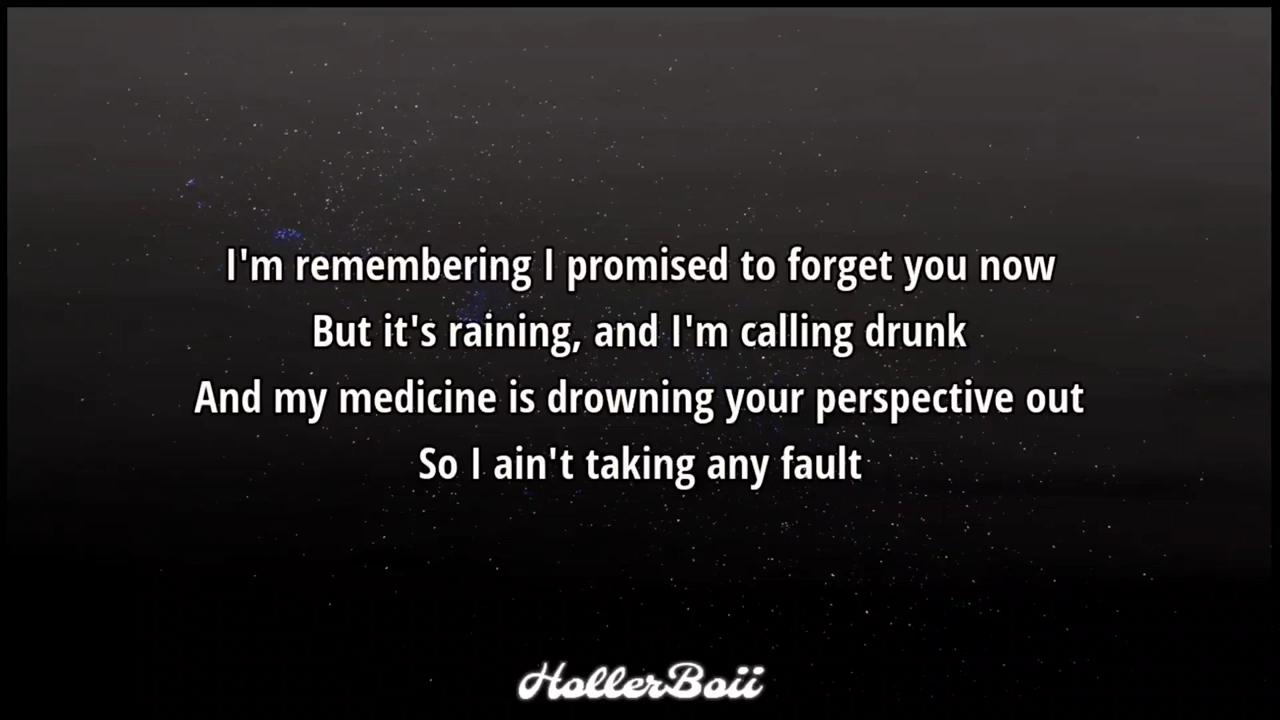 I'm remembering I promised to forget you now
But it's raining, and I'm calling drunk
And my medicine is drowning your perspective out
So I ain't taking any fault
HollerBoii